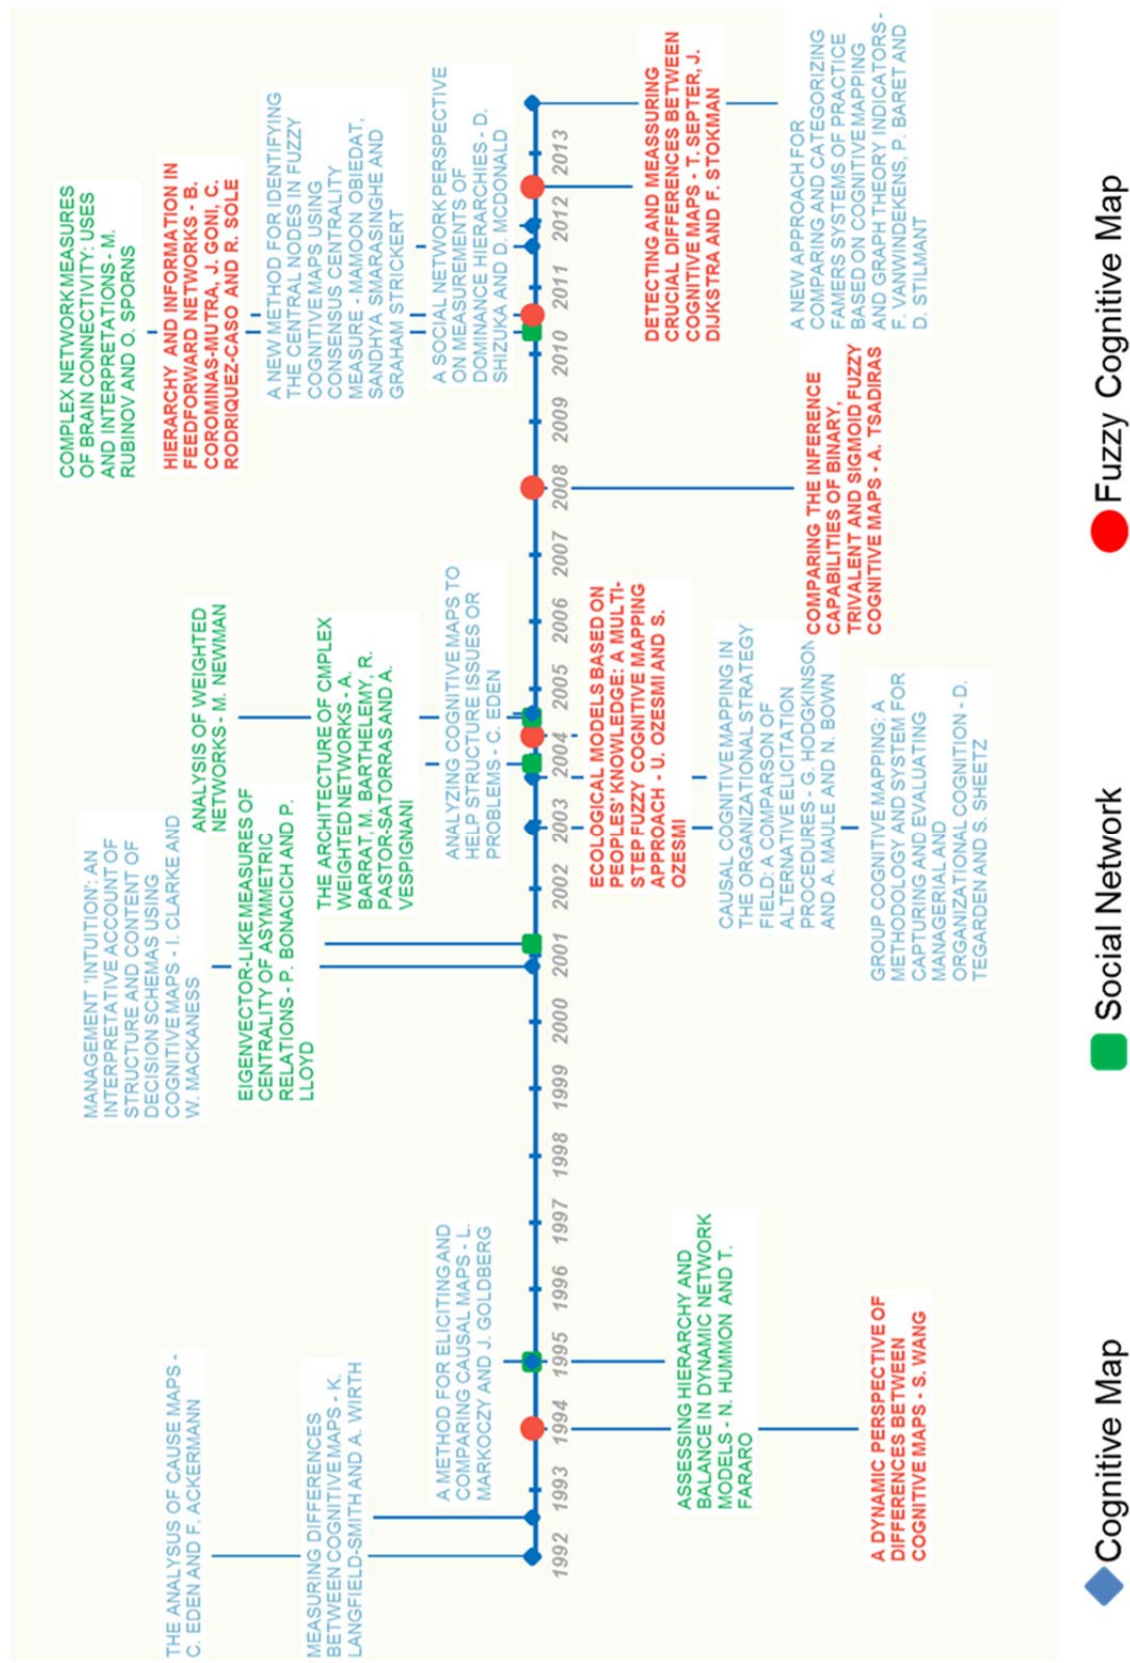 COMPLEX NETWORK MEASURES
OF BRAIN CONNECTIVITY: USES
AND INTERPRETATIONS - M.
RUBINOV AND O. SPORNS
HIERARCHY AND INFORMATION IN
FEEDFORWARD NETWORKS - B.
COROMINAS-MUTRA, J. GONI, C.
RODRIQUEZ-CASO AND R. SOLE
A NEW METHOD FOR IDENTIFYING
THE CENTRAL NODES IN FUZZY
COGNITIVE MAPS USING
CONSENSUS CENTRALITY
MEASURE - MAMOON OBIEDAT,
SANDHYA SMARASINGHE AND
GRAHAM STRICKERT
A SOCIAL NETWORK PERSPECTIVE
ON MEASUREMENTS OF
DOMINANCE HIERARCHIES - D.
SHIZUKA AND D. MCDONALD
ANALYSIS OF WEIGHTED
NETWORKS - M. NEWMAN
THE ARCHITECTURE OF CMPLEX
WEIGHTED NETWORKS - A.
BARRAT, M. BARTHELEMY, R.
PASTOR-SATORRAS AND A.
VESPIGNANI
ANALYZING COGNITIVE MAPS TO
HELP STRUCTURE ISSUES OR
PROBLEMS - C. EDEN
MANAGEMENT 'INTUITION': AN
INTERPRETATIVE ACCOUNT OF
STRUCTURE AND CONTENT OF
DECISION SCHEMAS USING
COGNITIVE MAPS - I. CLARKE AND
W. MACKANESS
EIGENVECTOR-LIKE MEASURES OF
CENTRALITY OF ASYMMETRIC
RELATIONS - P. BONACH AND P.
LLOYD
THE ANALYSUS OF CAUSE MAPS -
C. EDEN AND F. ACKERMANN
MEASURING DIFFERENCES
BETWEEN COGNITIVE MAPS - K.
LANGFIELD-SMITH AND A. WIRTH
A METHOD FOR ELICITING AND
COMPARING CAUSAL MAPS - L.
MARKOCZY AND J. GOLDBERG
1992 1993 1994 1995 1996 1997 1998 1999 2000 2001 2002 2003 2004 2005 2006 2007 2008 2009 2010 2011 2012 2013
ASSESSING HIERARCHY AND
BALANCE IN DYNAMIC NETWORK
MODELS - N. HUMMON AND T.
FARARO
A DYNAMIC PERSPECTIVE OF
DIFFERENCES BETWEEN
COGNITIVE MAPS - S. WANG
ECOLOGICAL MODELS BASED ON
PEOPLES' KNOWLEDGE: A MULTI-
STEP FUZZY COGNITIVE MAPPING
APPROACH - U. OZESMI AND S.
OZESMI
CAUSAL COGNITIVE MAPPING IN
THE ORGANIZATIONAL STRATEGY
FIELD: A COMPARSON OF
ALTERNATIVE ELICITATION
PROCEDURES - G. HODGKINSON
AND A. MAULE AND N. BOWN
GROUP COGNITIVE MAPPING: A
METHODOLOGY AND SYSTEM FOR
CAPTURING AND EVALUATING
MANAGERIAL AND
ORGANIZATIONAL COGNITION - D.
TEGARDEN AND S. SHEETZ
COMPARING THE INFERENCE
CAPABILITIES OF BINARY,
TRIVALENT AND SIGMOID FUZZY
COGNITIVE MAPS - A. TSADIRAS
DETECTING AND MEASSURING
CRUCIAL DIFFERENCES BETWEEN
COGNITIVE MAPS - T. SEPTER, J.
DIJKSTRA AND F. STOKMAN
A NEW APPROACH FOR
COMPARING AND CATEGORIZING
FAMERS SYSTEMS OF PRACTICE
BASED ON COGNITIVE MAPPING
AND GRAPH THEORY INDICATORS -
F. VANWINDEKENS, P. BARET AND
D. STILMANT
Cognitive Map
Social Network
Fuzzy Cognitive Map